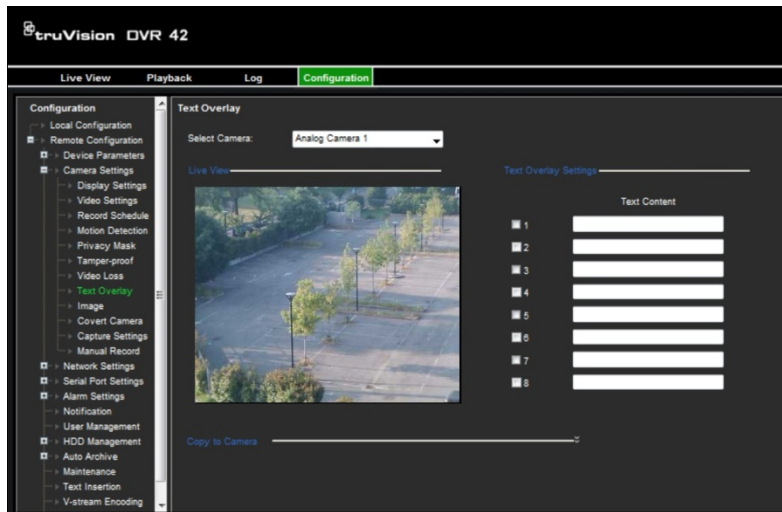 truVision DVR 42
Live View Playback Log Configuration
Configuration
Local Configuration
Remote Configuration
Device Parameters
Camera Settings
Display Settings
Video Settings
Record Schedule
Motion Detection
Privacy Mask
Tamper-proof
Video Loss
Text Overlay
Image
Covert Camera
Capture Settings
Manual Record
Network Settings
Serial Port Settings
Alarm Settings
Notification
User Management
HDD Management
Auto Archive
Maintenance
Text Insertion
V-stream Encoding
Text Overlay
Select Camera: Analog Camera 1
Live View
Text Overlay Settings
Text Content
1
2
3
4
5
6
7
8
Copy to Camera